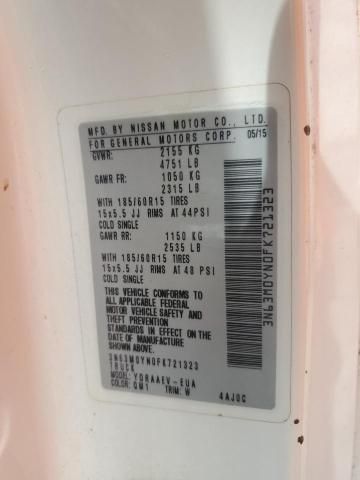 MFD. BY NISSAN MOTOR CO., LTD.
FOR GENERAL MOTORS CORP. 05/15
GVWR: 2155 KG
4751 LB
GAWR FR: 1050 KG
2315 LB
WITH 185/60R15
15x5.5 JJ RIMS AT 44PSI
COLD SINGLE
GAWR RR: 1150 KG
2535 LB
WITH 185/60R15
15x5.5 JJ RIMS AT 48 PSI
COLD SINGLE
THIS VEHICLE CONFORMS TO
ALL APPLICABLE FEDERAL
MOTOR VEHICLE SAFETY AND
THEFT PREVENTION STANDARDS
IN EFFECT ON THE DATE OF
MANUFACTURE SHOWN ABOVE.
3N63M0YN0FK721323
TRUCK
MODEL: YDRAAEV-EUA
COLOR: QM1 TRIM: W 4AJ0C
3N63M0YN0FK721323